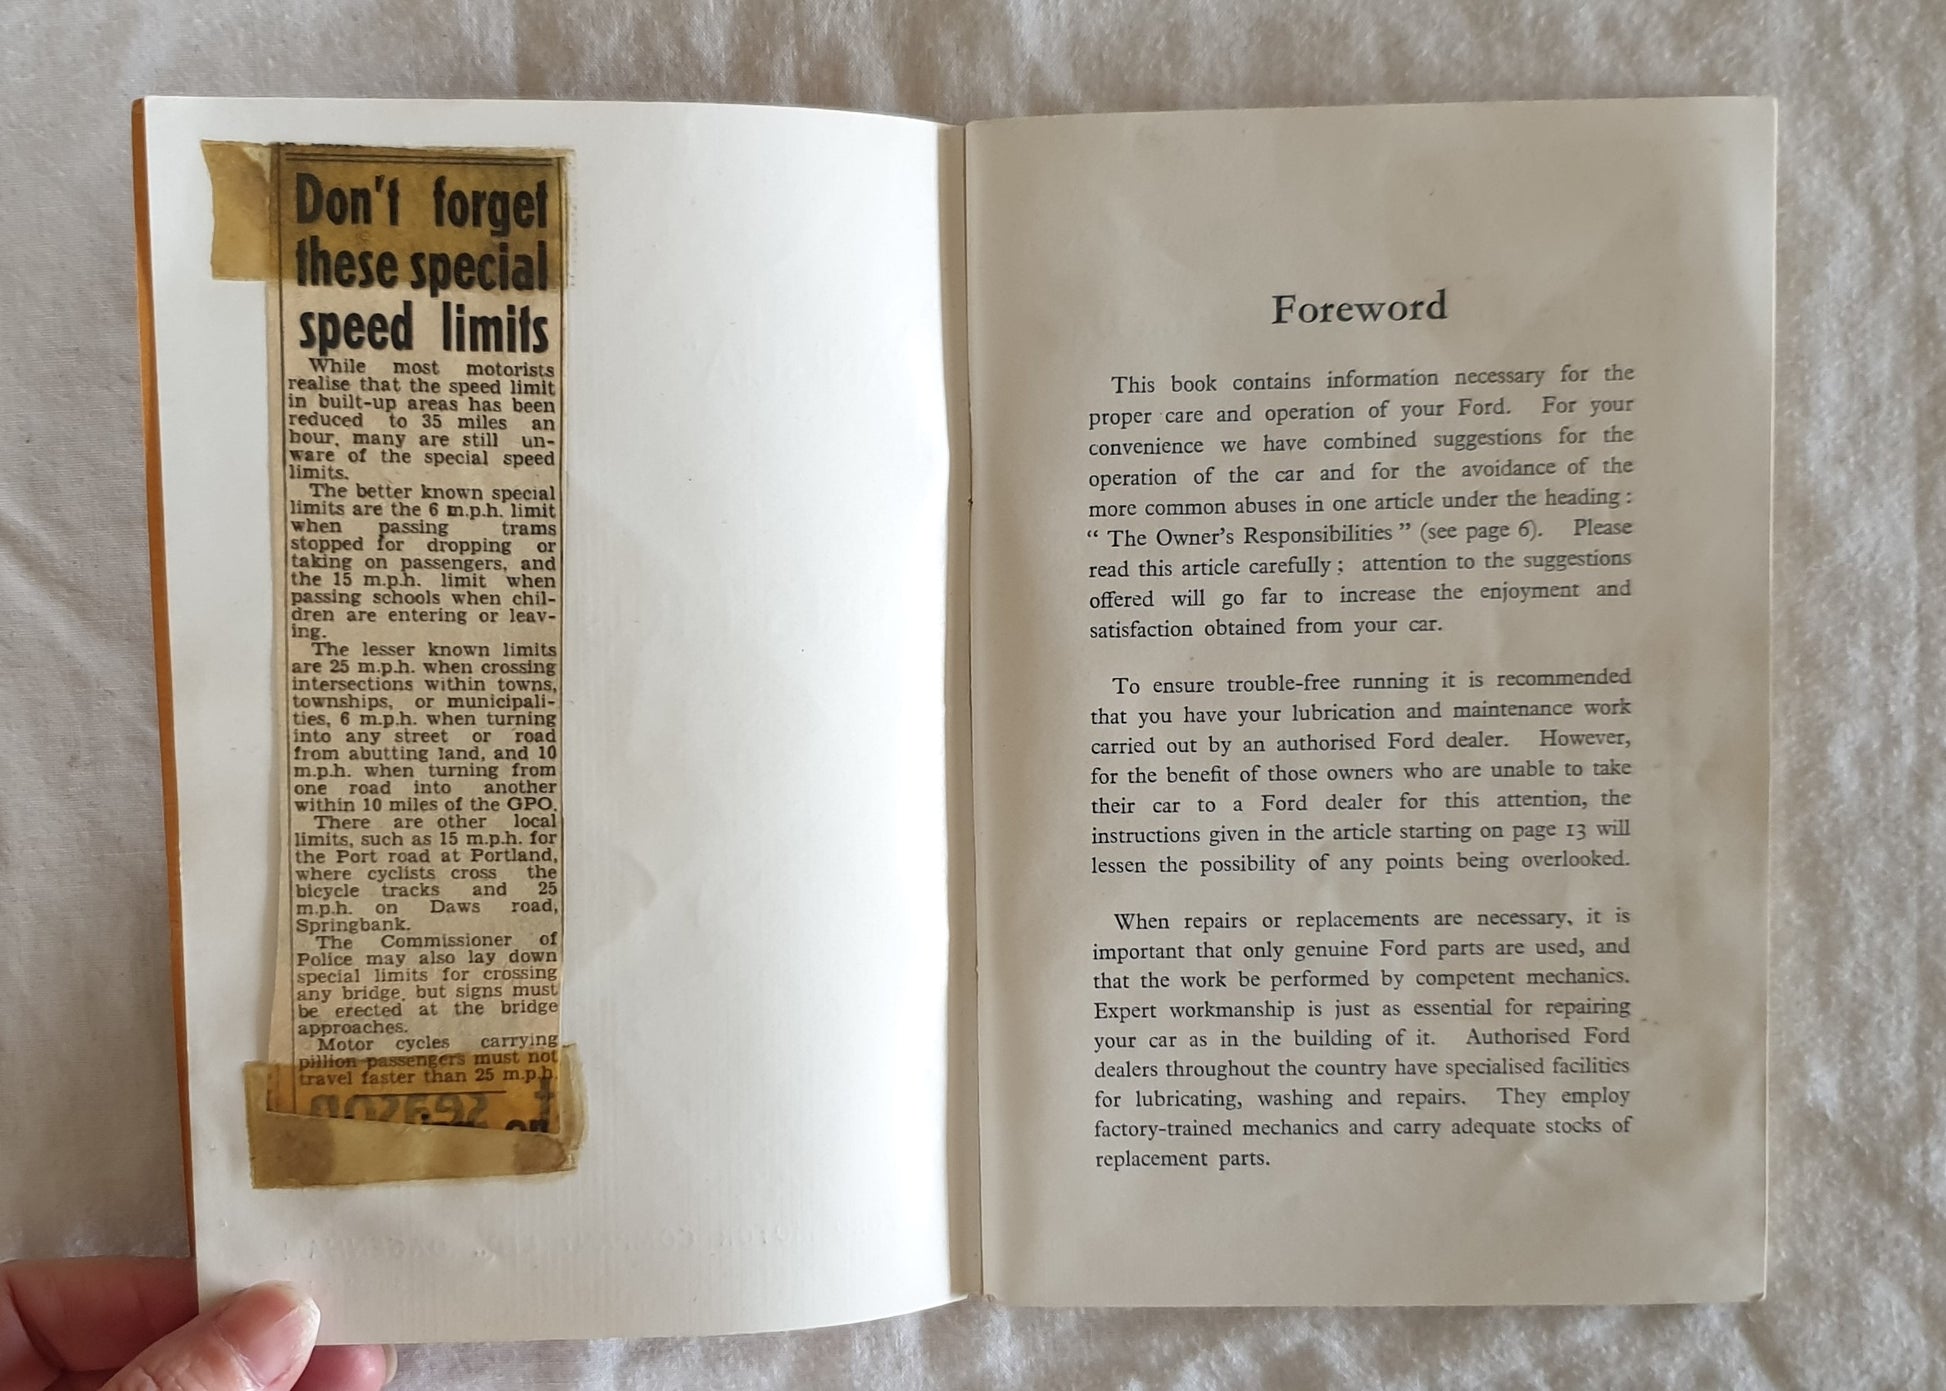 Don't forget
these special
speed limits
While most motorists
realise that the speed limit
in built-up areas has been
reduced to 35 miles an
hour, many are still un-
ware of the special speed
limits.
The better known special
limits are the 6 m.p.h. limit
when passing trams
stopped for dropping or
taking on passengers, and
the 15 m.p.h. limit when
passing schools when chil-
dren are entering or leav-
ing.
The lesser known limits
are 25 m.p.h. when crossing
intersections within towns,
townships, or municipali-
ties, 6 m.p.h. when turning
into any street or road
from abutting land, and 10
m.p.h. when turning from
one road into another
within 10 miles of the GPO.
There are other local
limits, such as 15 m.p.h. for
the Port road at Portland,
where cyclists cross the
bicycle tracks and 25
m.p.h. on Daws road,
Springbank.
The Commissioner of
Police may also lay down
special limits for crossing
any bridge, but signs must
be erected at the bridge
approaches.
Motor cycles carrying
pillion passengers must not
travel faster than 25 m.p.h.
Foreword
This book contains information necessary for the
proper care and operation of your Ford. For your
convenience we have combined suggestions for the
operation of the car and for the avoidance of the
more common abuses in one article under the heading :
“ The Owner's Responsibilities ” (see page 6). Please
read this article carefully ; attention to the suggestions
offered will go far to increase the enjoyment and
satisfaction obtained from your car.
To ensure trouble-free running it is recommended
that you have your lubrication and maintenance work
carried out by an authorised Ford dealer. However,
for the benefit of those owners who are unable to take
their car to a Ford dealer for this attention, the
instructions given in the article starting on page 13 will
lessen the possibility of any points being overlooked.
When repairs or replacements are necessary, it is
important that only genuine Ford parts are used, and
that the work be performed by competent mechanics.
Expert workmanship is just as essential for repairing
your car as in the building of it. Authorised Ford
dealers throughout the country have specialised facilities
for lubricating, washing and repairs. They employ
factory-trained mechanics and carry adequate stocks of
replacement parts.